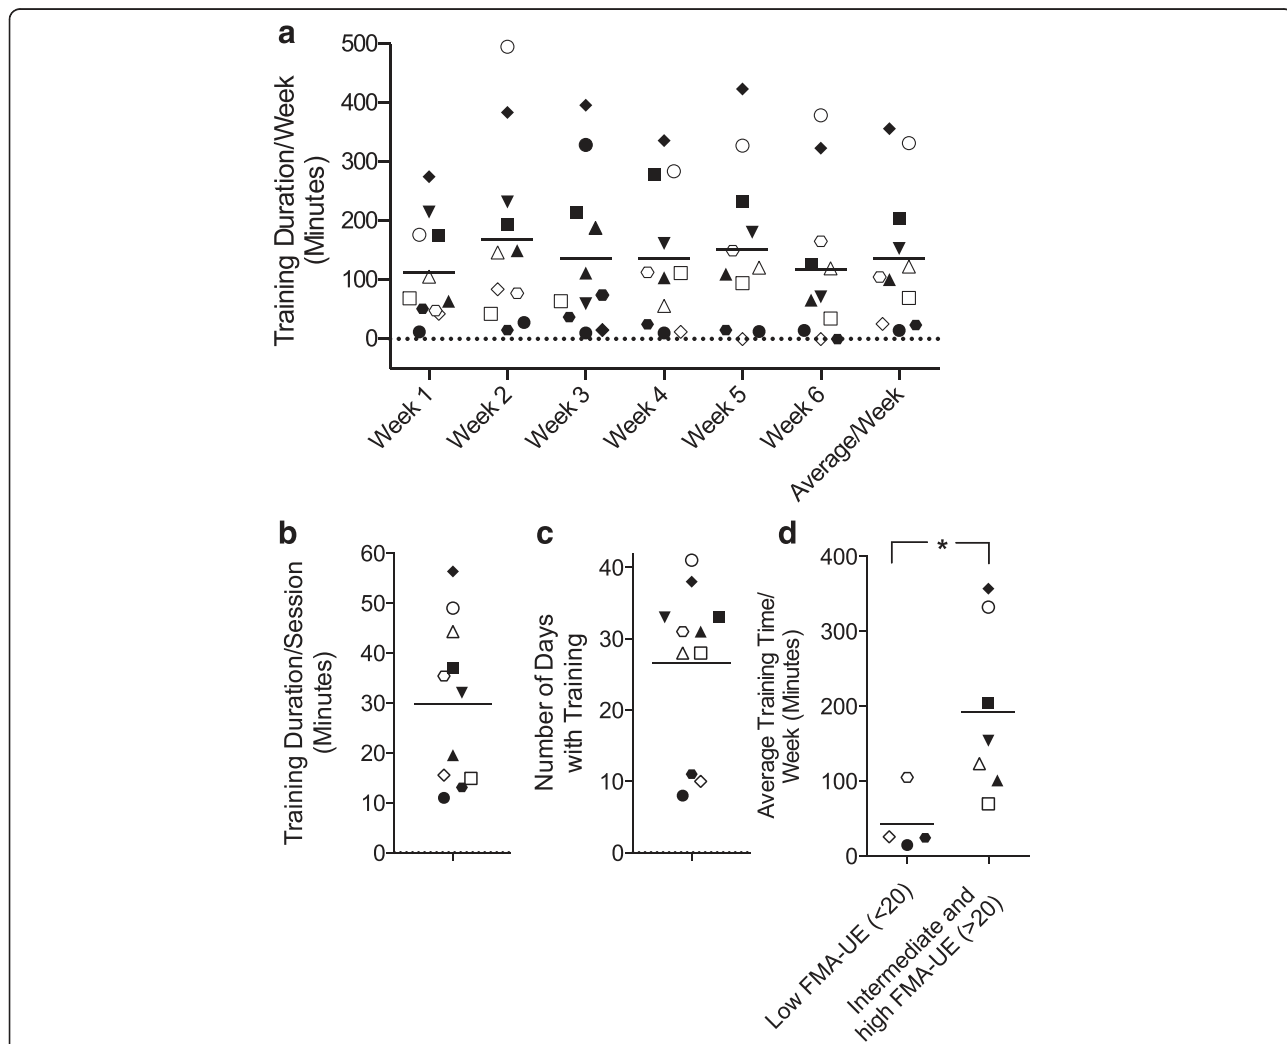 a
Training Duration/Week
(Minutes)
500
400
300
200
100
0
Week 1
Week 2
Week 3
Week 4
Week 5
Week 6
Average/Week
b
Training Duration/Session
(Minutes)
60
50
40
30
20
10
0
c
Number of Days
with Training
40
30
20
10
0
d
Average Training Time/
Week (Minutes)
400
300
200
100
0
*
Low FMA-UE (<20)
Intermediate and
high FMA-UE (>20)